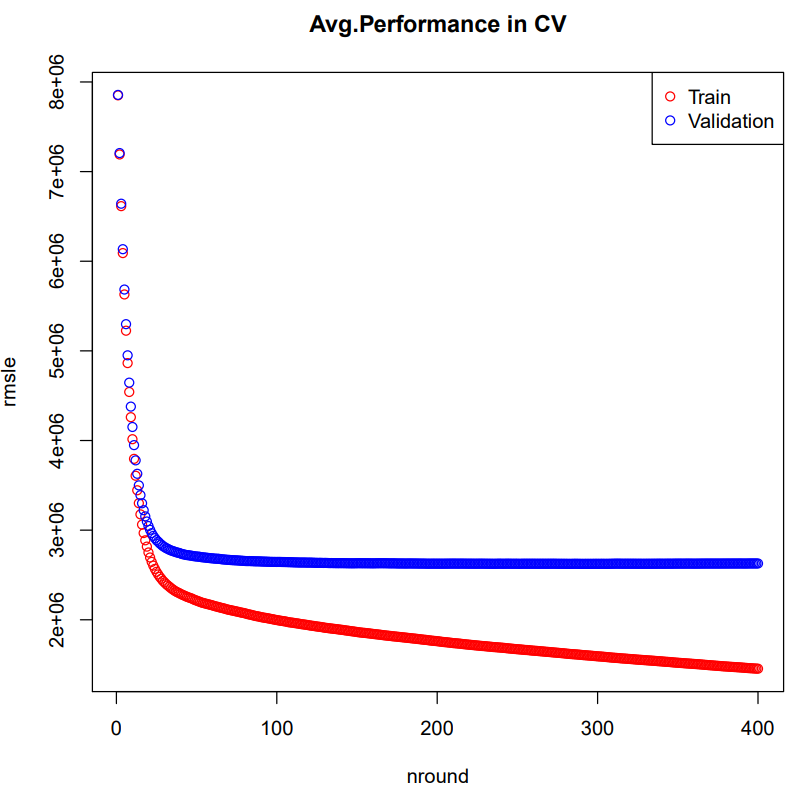 Avg.Performance in CV
Train
Validation
8e+06
7e+06
6e+06
5e+06
4e+06
3e+06
2e+06
rmsle
0
100
200
300
400
nround